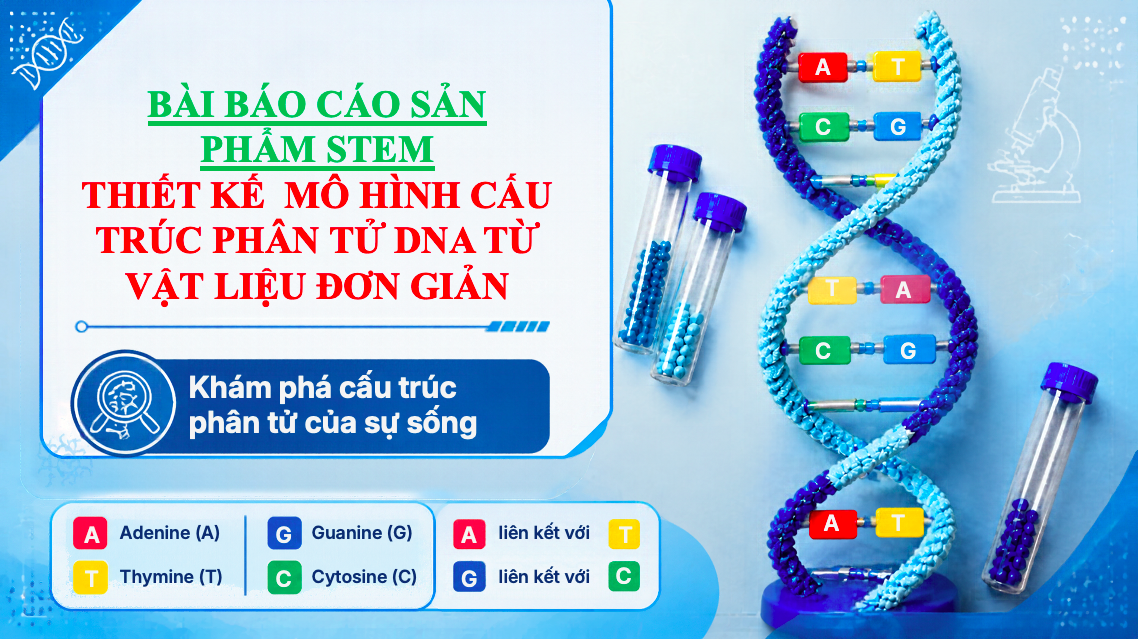 BÀI BÁO CÁO SẢN
PHẨM STEM
THIẾT KẾ MÔ HÌNH CẤU
TRÚC PHÂN TỬ DNA TỪ
VẬT LIỆU ĐƠN GIẢN
Khám phá cấu trúc
phân tử của sự sống
A Adenine (A) G Guanine (G) A liên kết với T
T Thymine (T) C Cytosine (C) G liên kết với C
A T
C G
T A
C G
A T